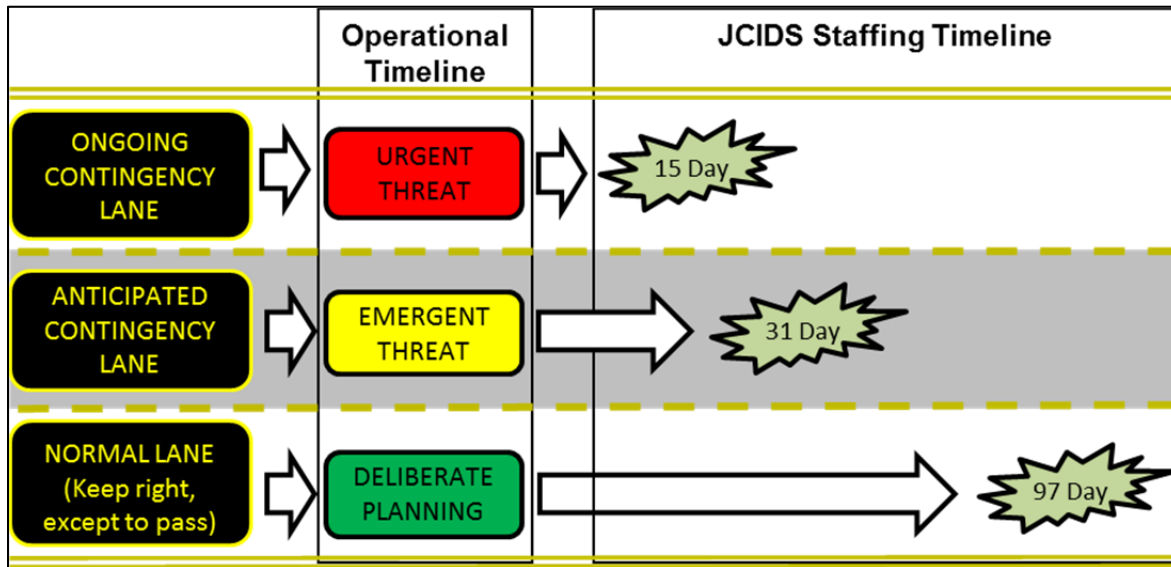 Operational
Timeline
JCIDS Staffing Timeline
ONGOING
CONTINGENCY
LANE
URGENT
THREAT
15 Day
ANTICIPATED
CONTINGENCY
LANE
EMERGENT
THREAT
31 Day
NORMAL LANE
(Keep right,
except to pass)
DELIBERATE
PLANNING
97 Day